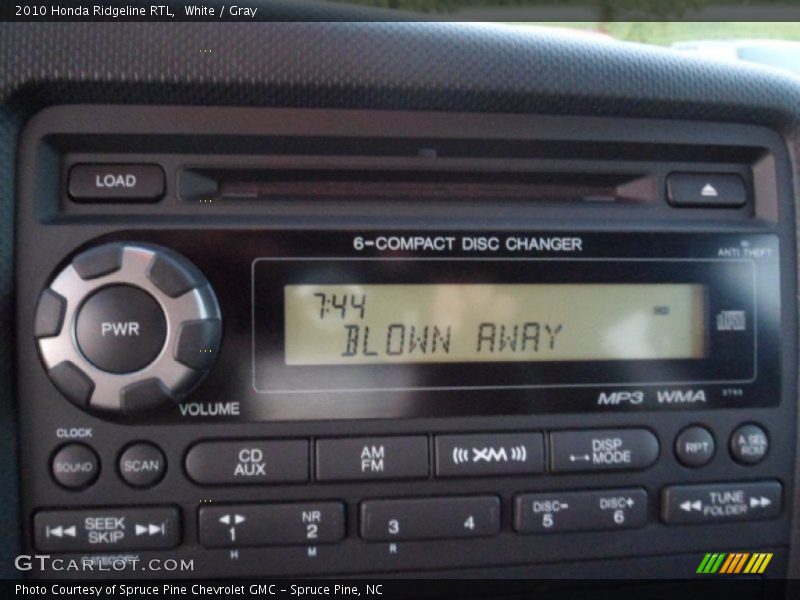 2010 Honda Ridgeline RTL, White / Gray
LOAD
6-COMPACT DISC CHANGER
ANTI THEFT
7:44
BLOWN AWAY
PWR
VOLUME
MP3 WMA
CLOCK
SOUND
SCAN
CD
AUX
AM
FM
XM
DISP
MODE
RPT
A.SEL
RDM
SEEK
SKIP
CATEGORY
1
NR
2
3
4
DISC-
5
DISC+
6
TUNE
FOLDER
H
M
R
GTCARLOT.COM
Photo Courtesy of Spruce Pine Chevrolet GMC - Spruce Pine, NC